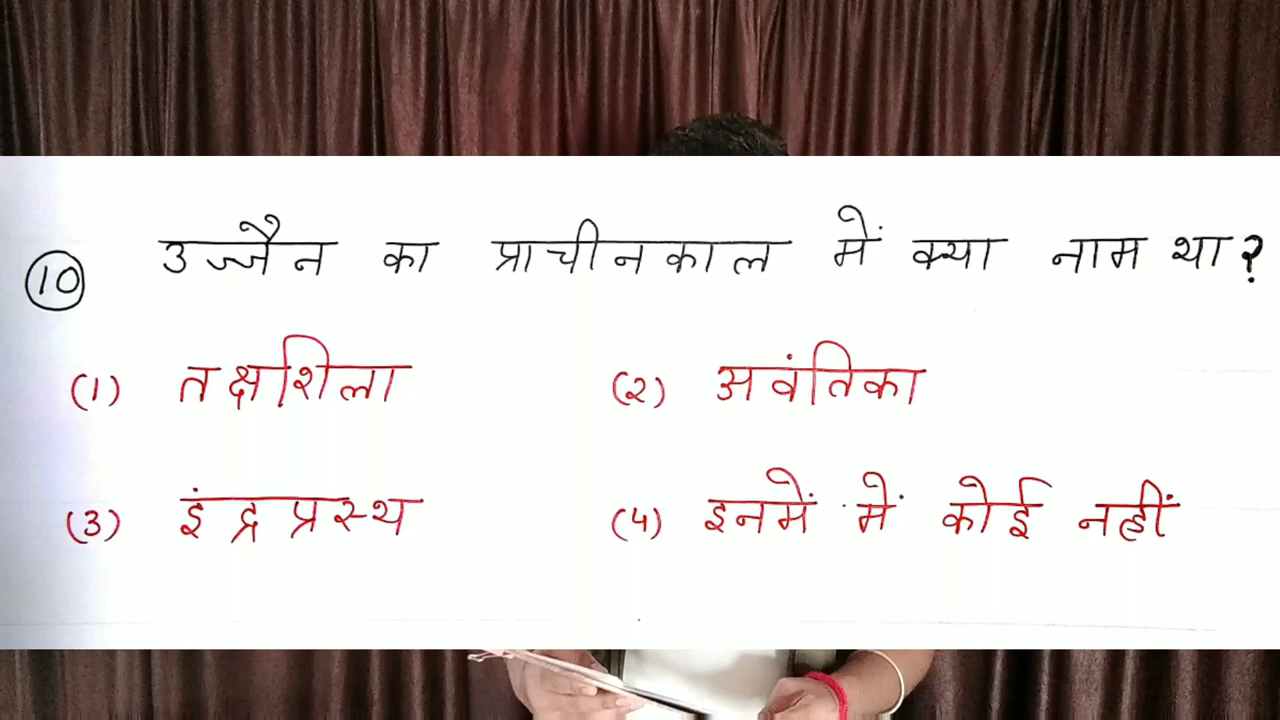 10 उज्जैन का प्राचीनकाल में क्या नाम था?
(1) तक्षशिला (2) अवंतिका
(3) इंद्रप्रस्थ (4) इनमें में कोई नहीं